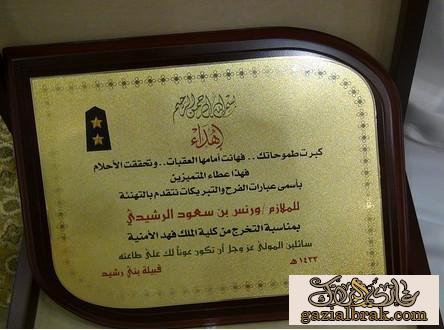 بسم الله الرحمن الرحيم
إهداء
كبرت طموحاتك .. فهانت أمامها العقبات .. وتحققت الأحلام
فهذا عطاء المتميزين
بأسمى عبارات الفرح والتبريكات نتقدم بالتهنئة
للملازم / ورنس بن سعود الرشيدي
بمناسبة التخرج من كلية الملك فهد الأمنية
سائلين المولى عز وجل أن تكون عوناً لك على طاعته
١٤٣٣هـ
قبيلة بني رشيد
gazialbrak.com